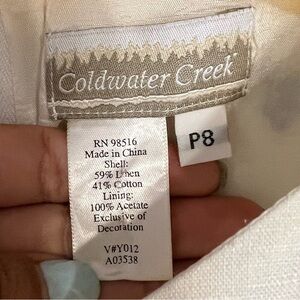 Coldwater Creek
P8
RN 98516
Made in China
Shell:
59% Linen
41% Cotton
Lining:
100% Acetate
Exclusive of
Decoration
V#Y012
A03538